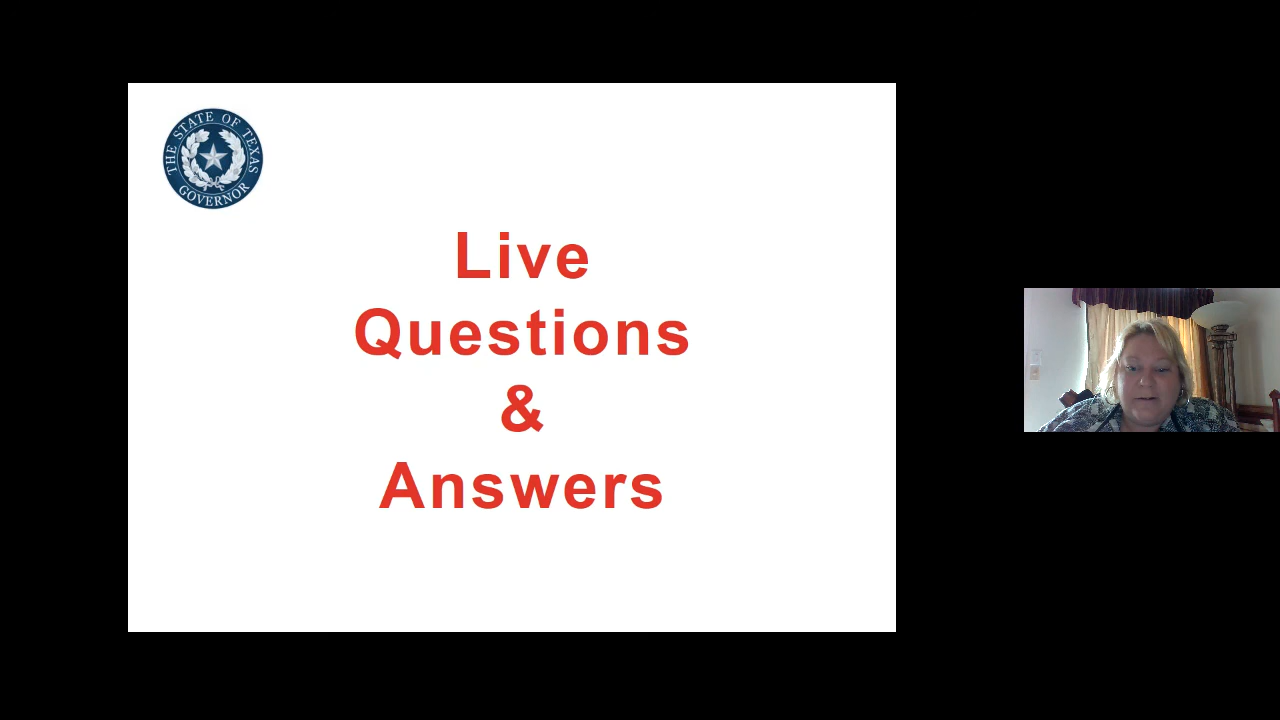 THE STATE OF TEXAS
GOVERNOR
Live
Questions
&
Answers